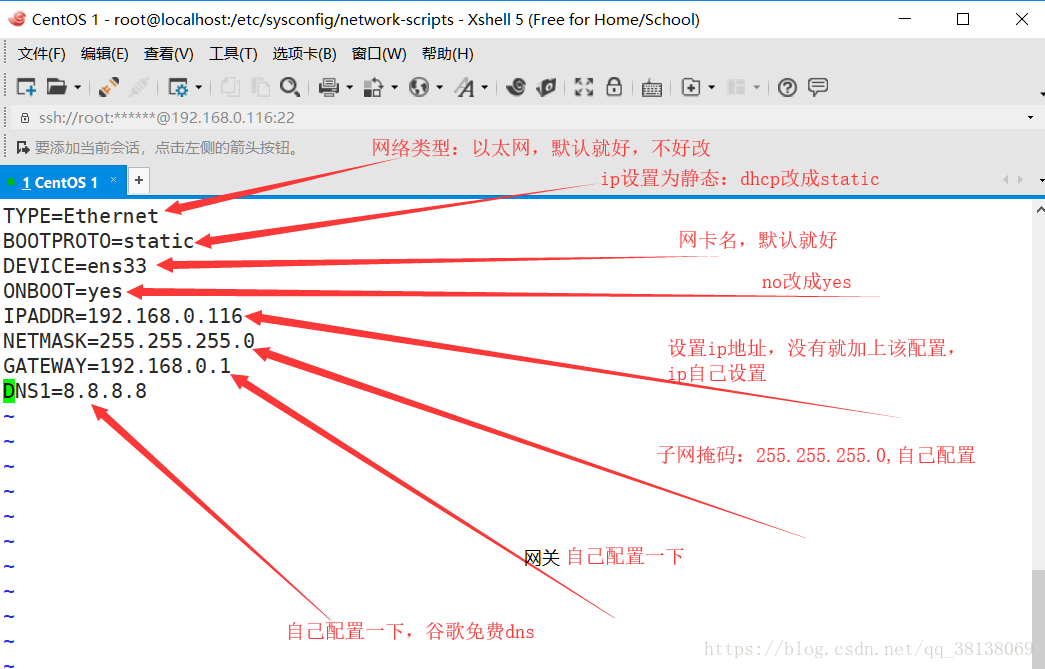 CentOS 1 - root@localhost:/etc/sysconfig/network-scripts - Xshell 5 (Free for Home/School)
文件(F) 编辑(E) 查看(V) 工具(T) 选项卡(B) 窗口(W) 帮助(H)
ssh://root:******@192.168.0.116:22
要添加当前会话，点击左侧的箭头按钮。
网络类型：以太网，默认就好，不好改
1 CentOS 1 × +
ip设置为静态：dhcp改成static
TYPE=Ethernet
BOOTPROTO=static
网卡名，默认就好
DEVICE=ens33
no改成yes
ONBOOT=yes
IPADDR=192.168.0.116
NETMASK=255.255.255.0
设置ip地址，没有就加上该配置，
ip自己设置
GATEWAY=192.168.0.1
DNS1=8.8.8.8
~
~
子网掩码：255.255.255.0,自己配置
~
~
~
~
网关 自己配置一下
~
~
~
自己配置一下，谷歌免费dns
~
https://blog.csdn.net/qq_38138069
~